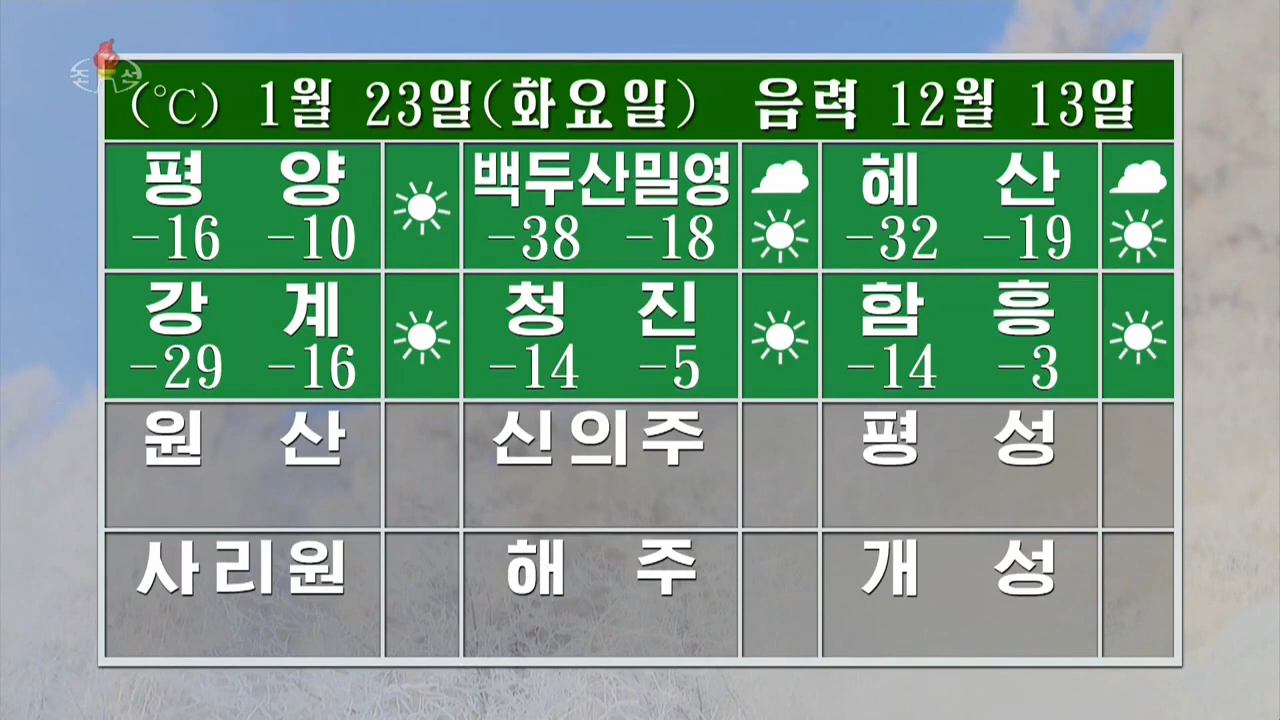 조선
(℃) 1월 23일(화요일) 음력 12월 13일
평양 백두산밀영 혜산
-16 -10 -38 -18 -32 -19
강계 청진 함흥
-29 -16 -14 -5 -14 -3
원산 신의주 평성
사리원 해주 개성